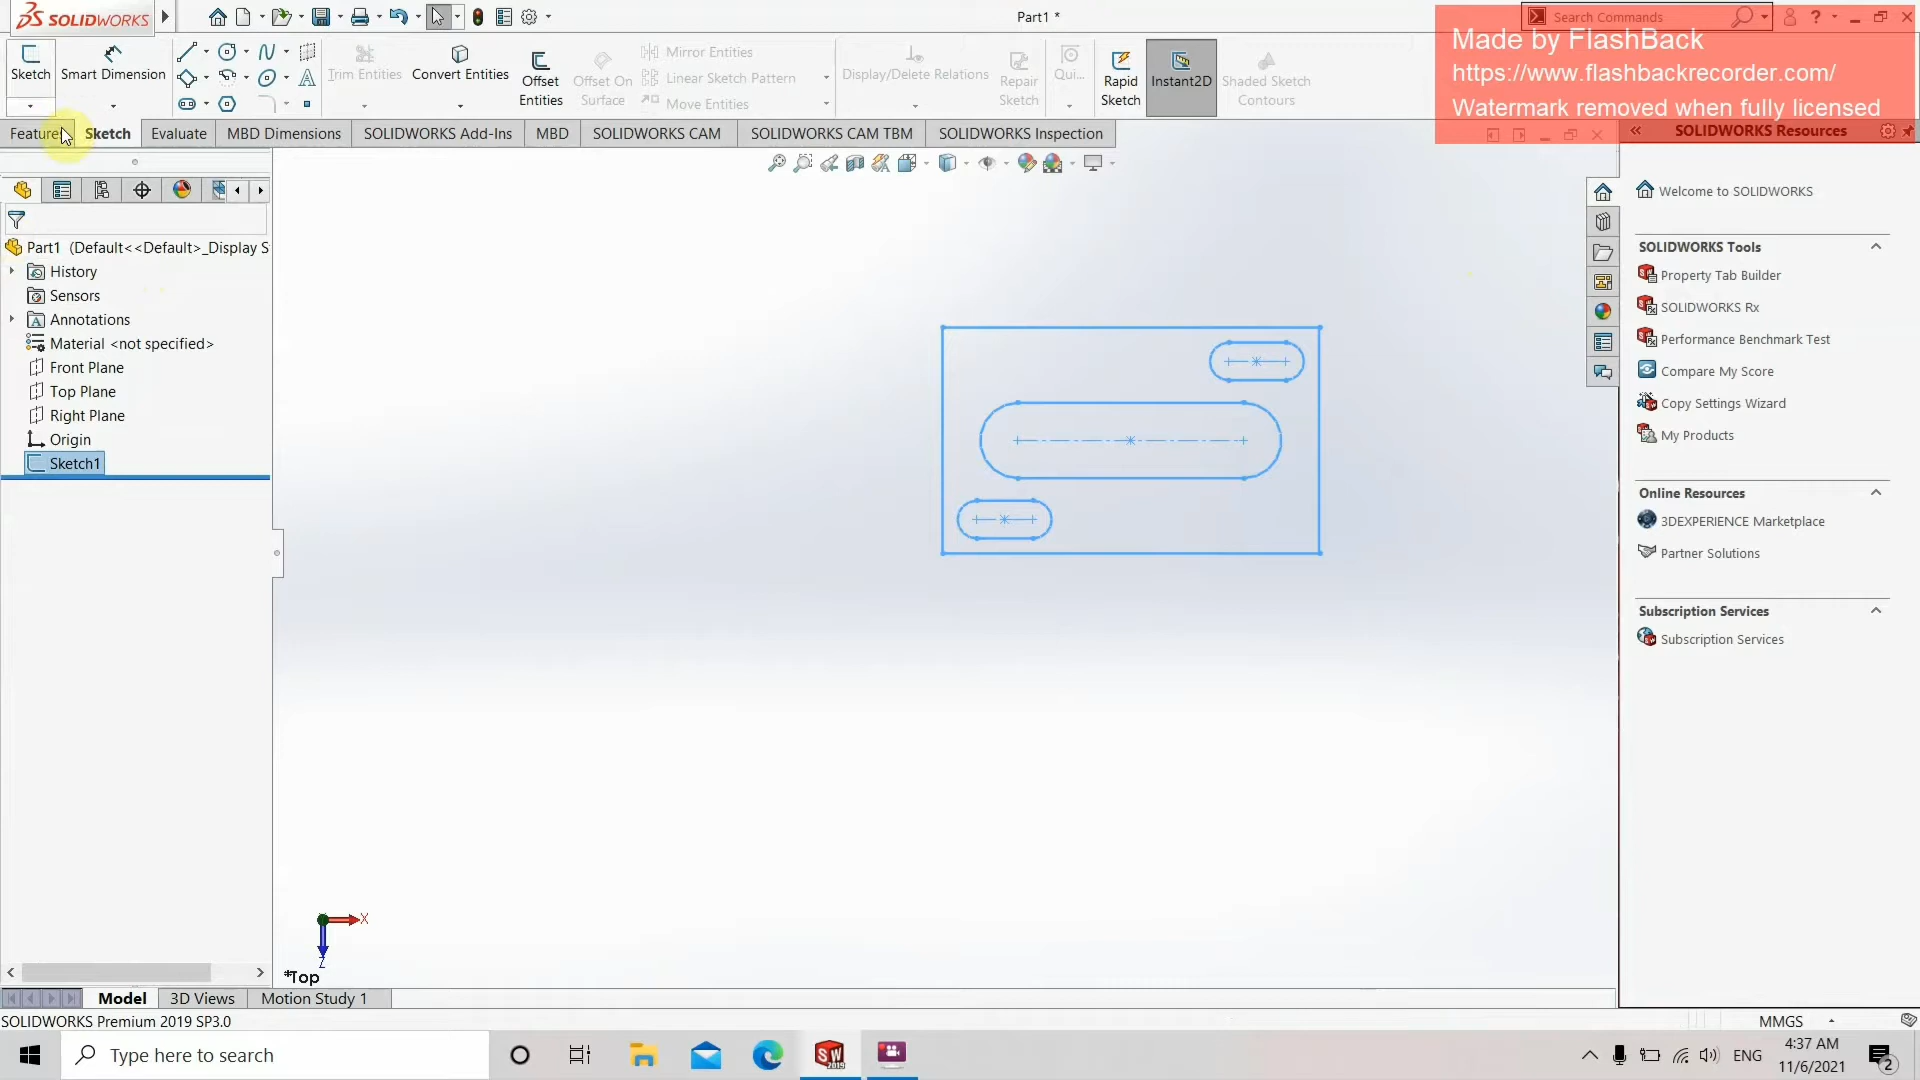 SOLIDWORKS
Part1 *
Search Commands
Made by FlashBack
https://www.flashbackrecorder.com/
Watermark removed when fully licensed
Sketch
Smart Dimension
Trim Entities
Convert Entities
Offset
Entities
Offset On
Surface
Mirror Entities
Linear Sketch Pattern
Move Entities
Display/Delete Relations
Repair
Sketch
Qui...
Rapid
Sketch
Instant2D
Shaded Sketch
Contours
Sketch
Evaluate
MBD Dimensions
SOLIDWORKS Add-Ins
MBD
SOLIDWORKS CAM
SOLIDWORKS CAM TBM
SOLIDWORKS Inspection
SOLIDWORKS Resources
Part1 (Default<<Default>_Display S
History
Sensors
Annotations
Material <not specified>
Front Plane
Top Plane
Right Plane
Origin
Sketch1
Welcome to SOLIDWORKS
SOLIDWORKS Tools
Property Tab Builder
SOLIDWORKS Rx
Performance Benchmark Test
Compare My Score
Copy Settings Wizard
My Products
Online Resources
3DEXPERIENCE Marketplace
Partner Solutions
Subscription Services
Subscription Services
X
Z
*Top
Model
3D Views
Motion Study 1
SOLIDWORKS Premium 2019 SP3.0
MMGS
Type here to search
SW
2019
ENG
4:37 AM
11/6/2021
2